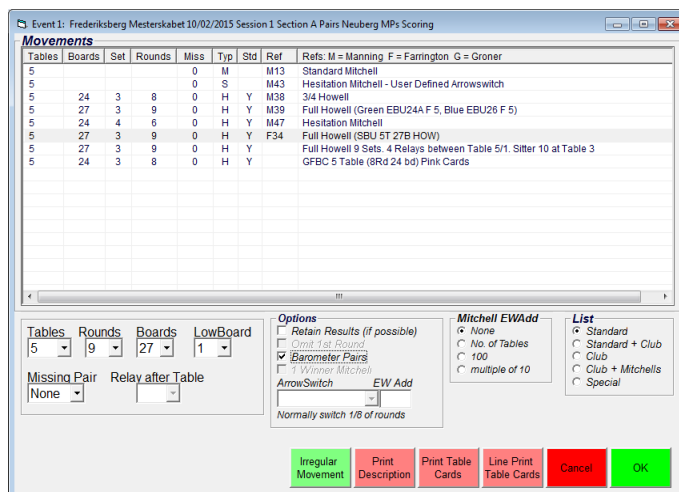 Event 1: Frederiksberg Mesterskabet 10/02/2015 Session 1 Section A Pairs Neuberg MPs Scoring
Movements
Tables Boards Set Rounds Miss Typ Std Ref Refs: M = Manning F = Farrington G = Groner
5 0 M M13 Standard Mitchell
5 0 S M43 Hesitation Mitchell - User Defined Arrowswitch
5 24 3 8 0 H Y M38 3/4 Howell
5 27 3 9 0 H Y M39 Full Howell (Green EBU24A F 5, Blue EBU26 F 5)
5 24 4 6 0 H Y M47 Hesitation Mitchell
5 27 3 9 0 H Y F34 Full Howell (SBU 5T 27B HOW)
5 27 3 9 0 H Y Full Howell 9 Sets. 4 Relays between Table 5/1. Sitter 10 at Table 3
5 24 3 8 0 H Y GFBC 5 Table (8Rd 24 bd) Pink Cards
Tables Rounds Boards LowBoard
5 9 27 1
Missing Pair Relay after Table
None
Options
Retain Results (if possible)
Omit 1st Round
Barometer Pairs
1 Winner Mitchell
ArrowSwitch EW Add
Normally switch 1/8 of rounds
Mitchell EWAdd
None
No. of Tables
100
multiple of 10
List
Standard
Standard + Club
Club
Club + Mitchells
Special
Irregular Movement
Print Description
Print Table Cards
Line Print Table Cards
Cancel
OK